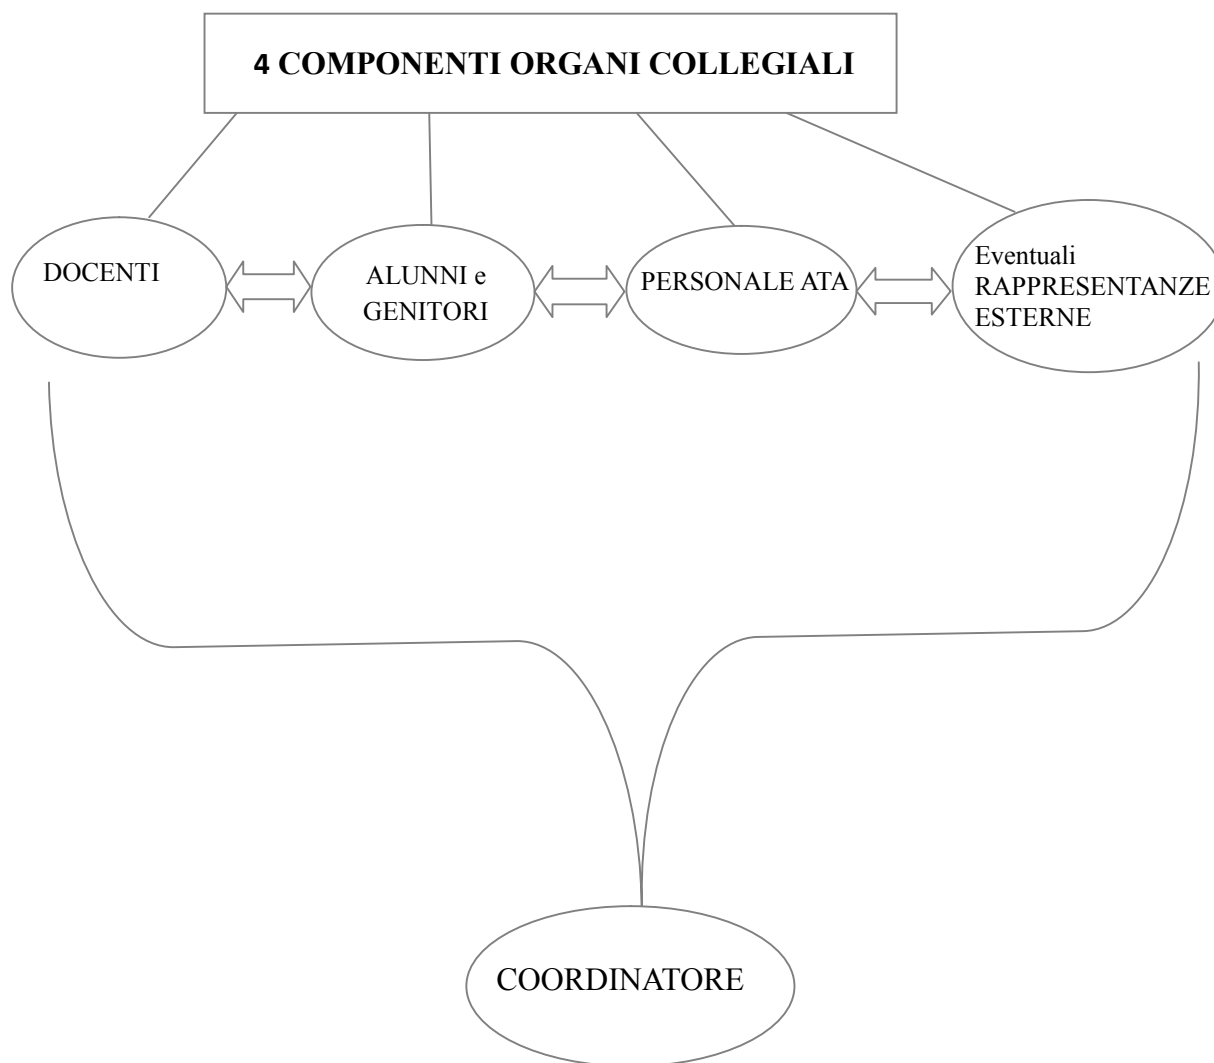 4 COMPONENTI ORGANI COLLEGIALI
DOCENTI
ALUNNI e
GENITORI
PERSONALE ATA
Eventuali
RAPPRESENTANZE
ESTERNE
COORDINATORE